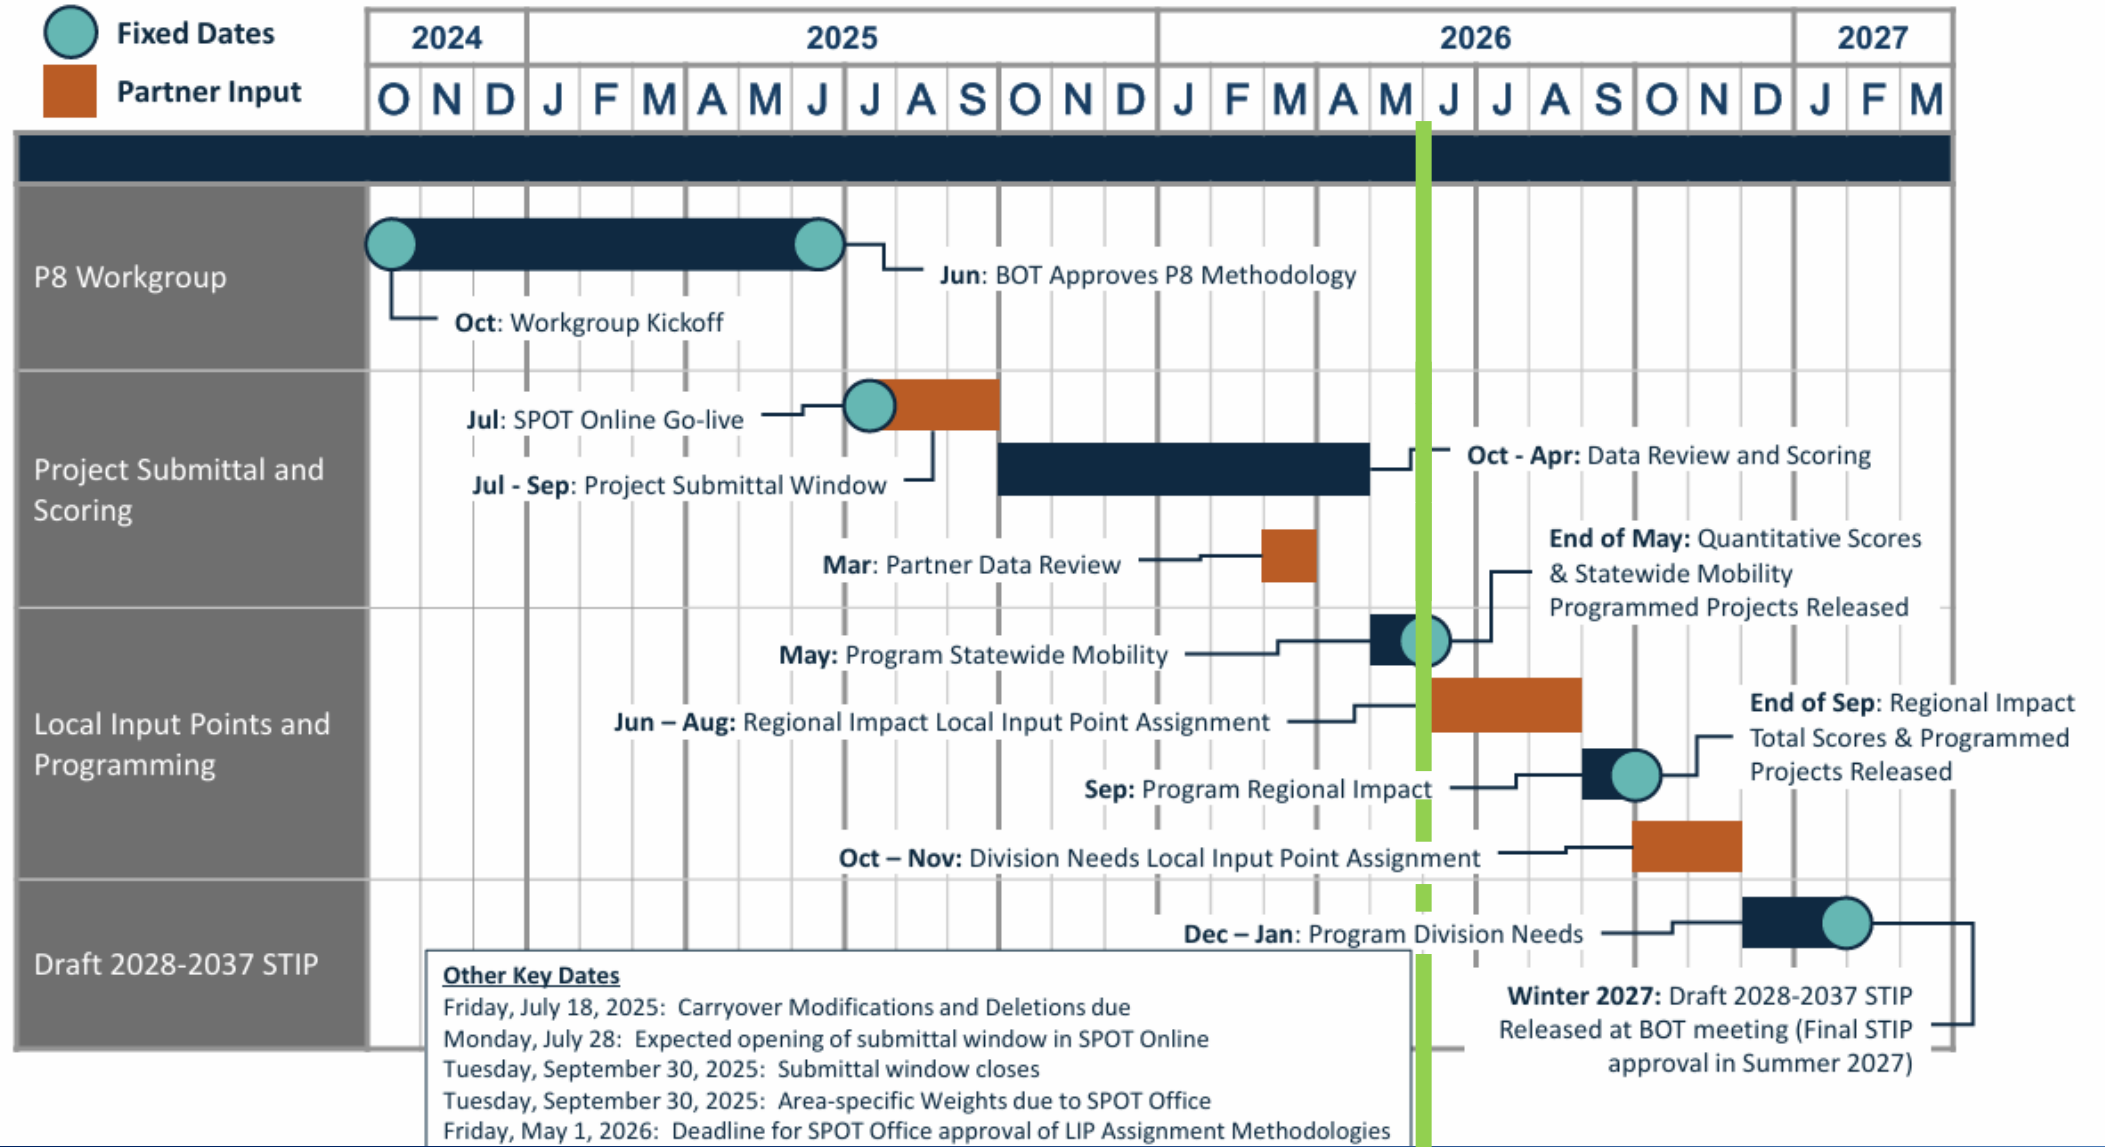 Fixed Dates
Partner Input
2024 2025 2026 2027
O N D J F M A M J J A S O N D J F M A M J J A S O N D J F M
P8 Workgroup
Jun: BOT Approves P8 Methodology
Oct: Workgroup Kickoff
Project Submittal and
Scoring
Jul: SPOT Online Go-live
Jul - Sep: Project Submittal Window
Oct - Apr: Data Review and Scoring
Mar: Partner Data Review
End of May: Quantitative Scores
& Statewide Mobility
Programmed Projects Released
Local Input Points and
Programming
May: Program Statewide Mobility
Jun – Aug: Regional Impact Local Input Point Assignment
End of Sep: Regional Impact
Total Scores & Programmed
Projects Released
Sep: Program Regional Impact
Oct – Nov: Division Needs Local Input Point Assignment
Draft 2028-2037 STIP
Dec – Jan: Program Division Needs
Winter 2027: Draft 2028-2037 STIP
Released at BOT meeting (Final STIP
approval in Summer 2027)
Other Key Dates
Friday, July 18, 2025: Carryover Modifications and Deletions due
Monday, July 28: Expected opening of submittal window in SPOT Online
Tuesday, September 30, 2025: Submittal window closes
Tuesday, September 30, 2025: Area-specific Weights due to SPOT Office
Friday, May 1, 2026: Deadline for SPOT Office approval of LIP Assignment Methodologies